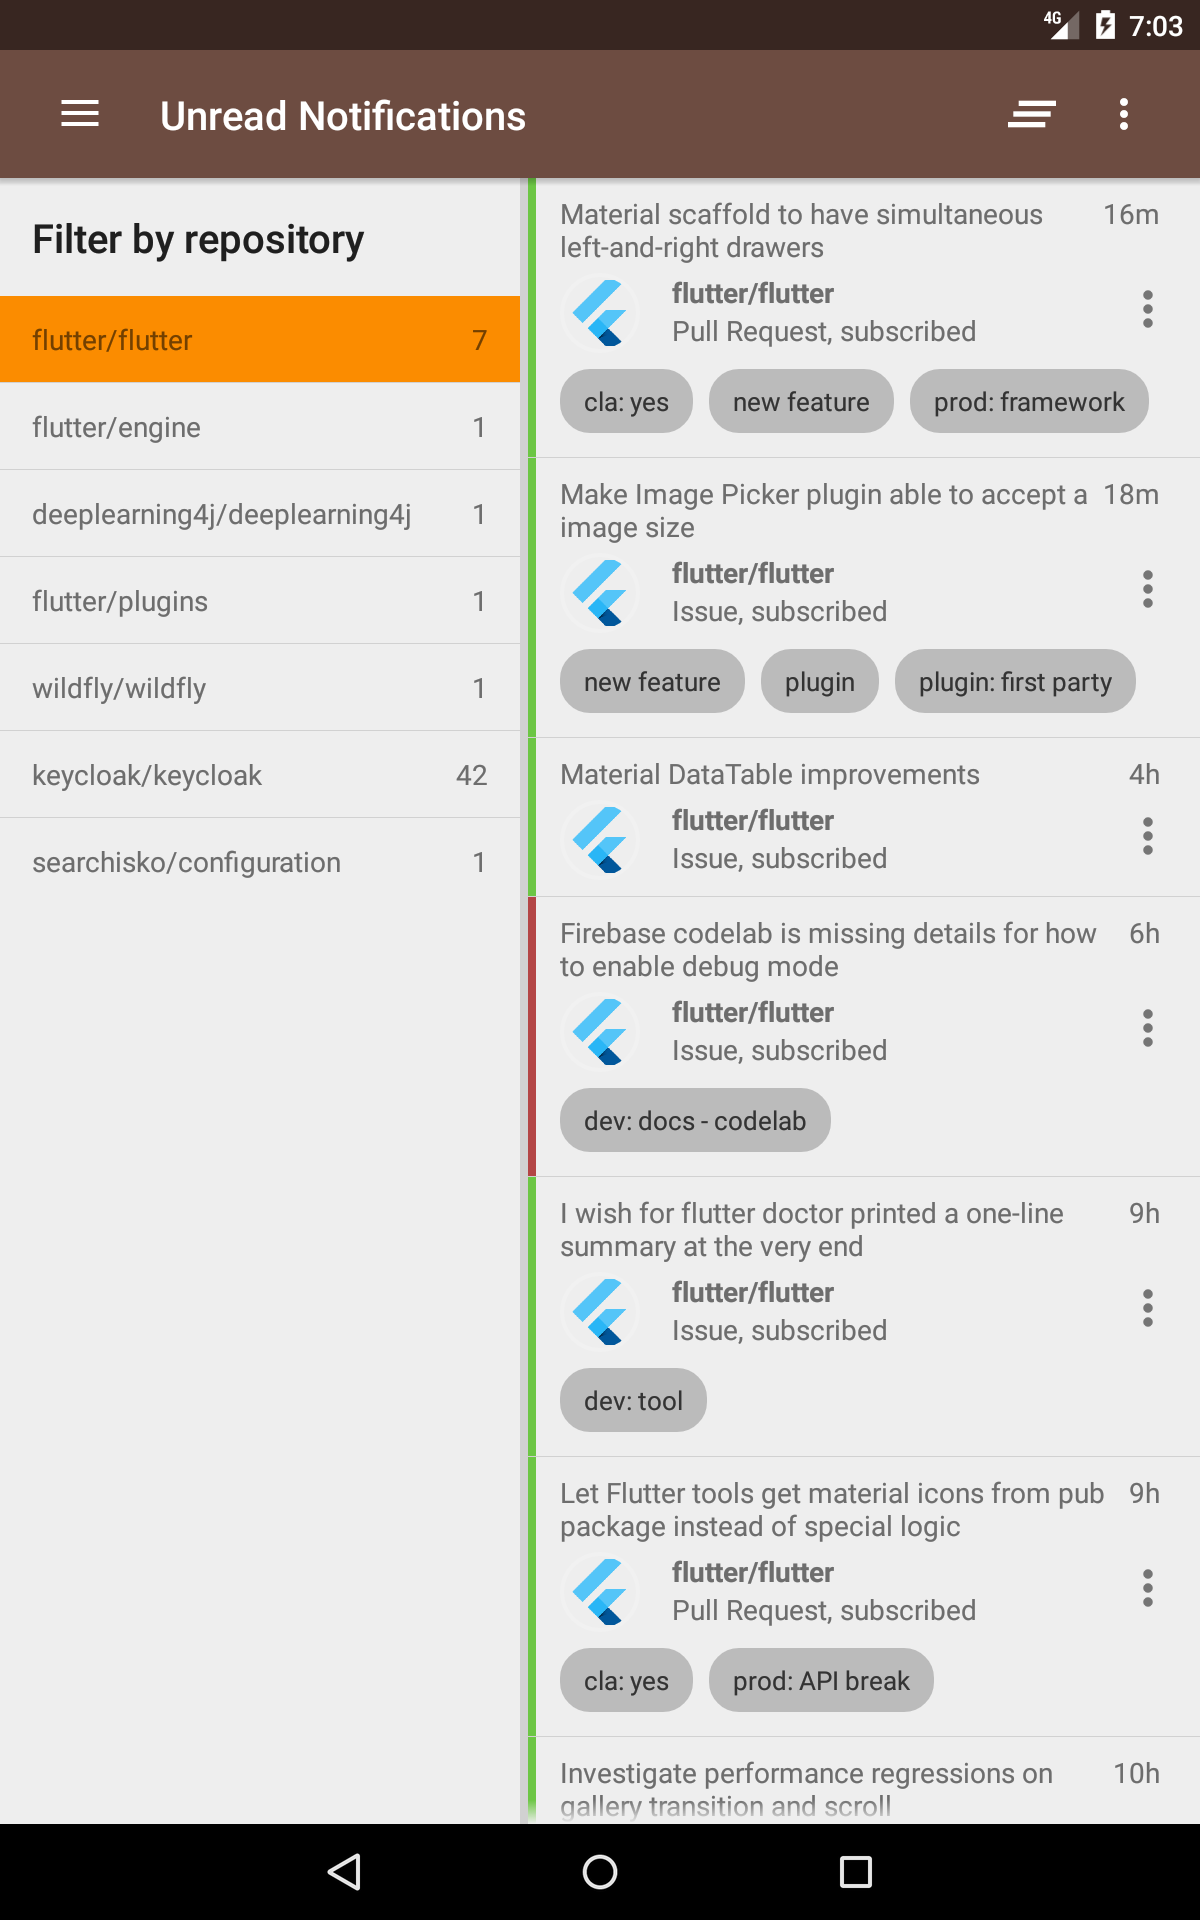 4G 7:03
Unread Notifications
Filter by repository
flutter/flutter 7
flutter/engine 1
deeplearning4j/deeplearning4j 1
flutter/plugins 1
wildfly/wildfly 1
keycloak/keycloak 42
searchisko/configuration 1
Material scaffold to have simultaneous 16m
left-and-right drawers
flutter/flutter
Pull Request, subscribed
cla: yes new feature prod: framework
Make Image Picker plugin able to accept a 18m
image size
flutter/flutter
Issue, subscribed
new feature plugin plugin: first party
Material DataTable improvements 4h
flutter/flutter
Issue, subscribed
Firebase codelab is missing details for how 6h
to enable debug mode
flutter/flutter
Issue, subscribed
dev: docs - codelab
I wish for flutter doctor printed a one-line 9h
summary at the very end
flutter/flutter
Issue, subscribed
dev: tool
Let Flutter tools get material icons from pub 9h
package instead of special logic
flutter/flutter
Pull Request, subscribed
cla: yes prod: API break
Investigate performance regressions on 10h
gallery transition and scroll